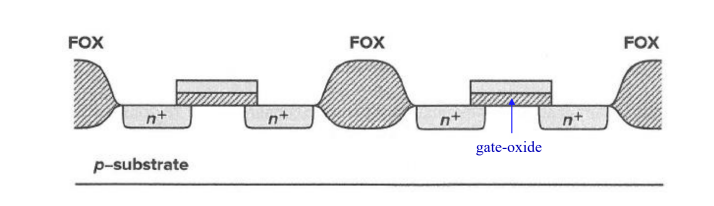 FOX FOX FOX
n+ n+ n+ n+
gate-oxide
p-substrate